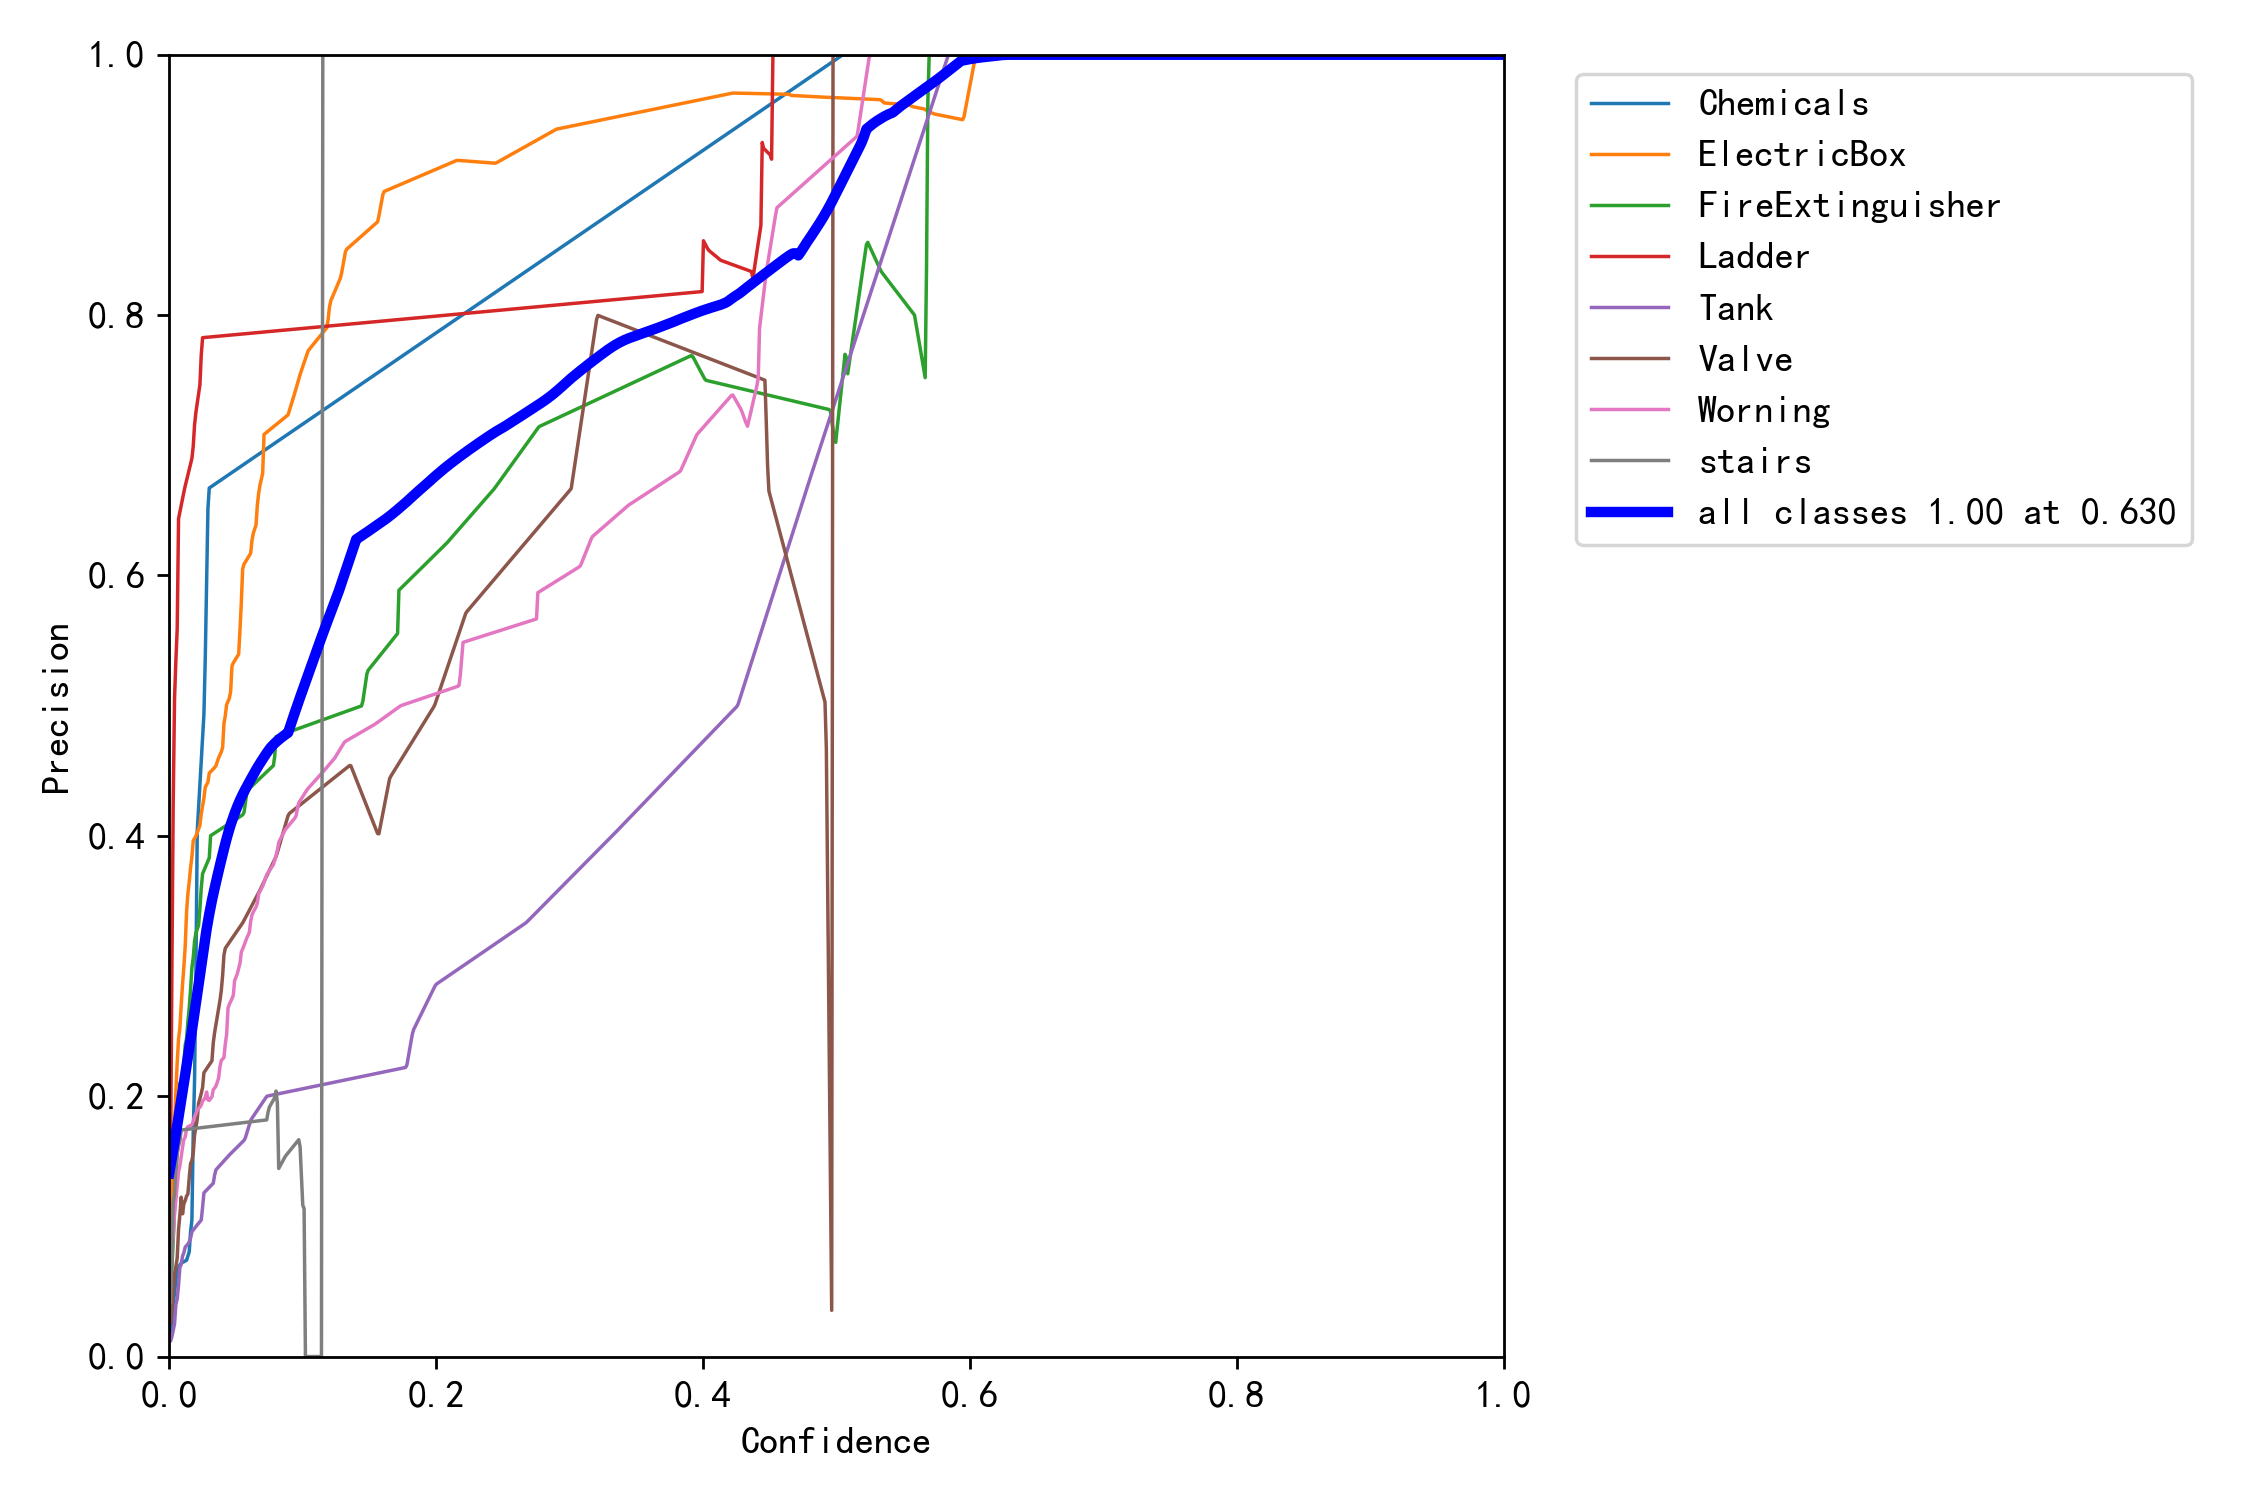 1.0
0.8
0.6
0.4
0.2
0.0
Precision
0.0 0.2 0.4 0.6 0.8 1.0
Confidence
Chemicals
ElectricBox
FireExtinguisher
Ladder
Tank
Valve
Worning
stairs
all classes 1.00 at 0.630